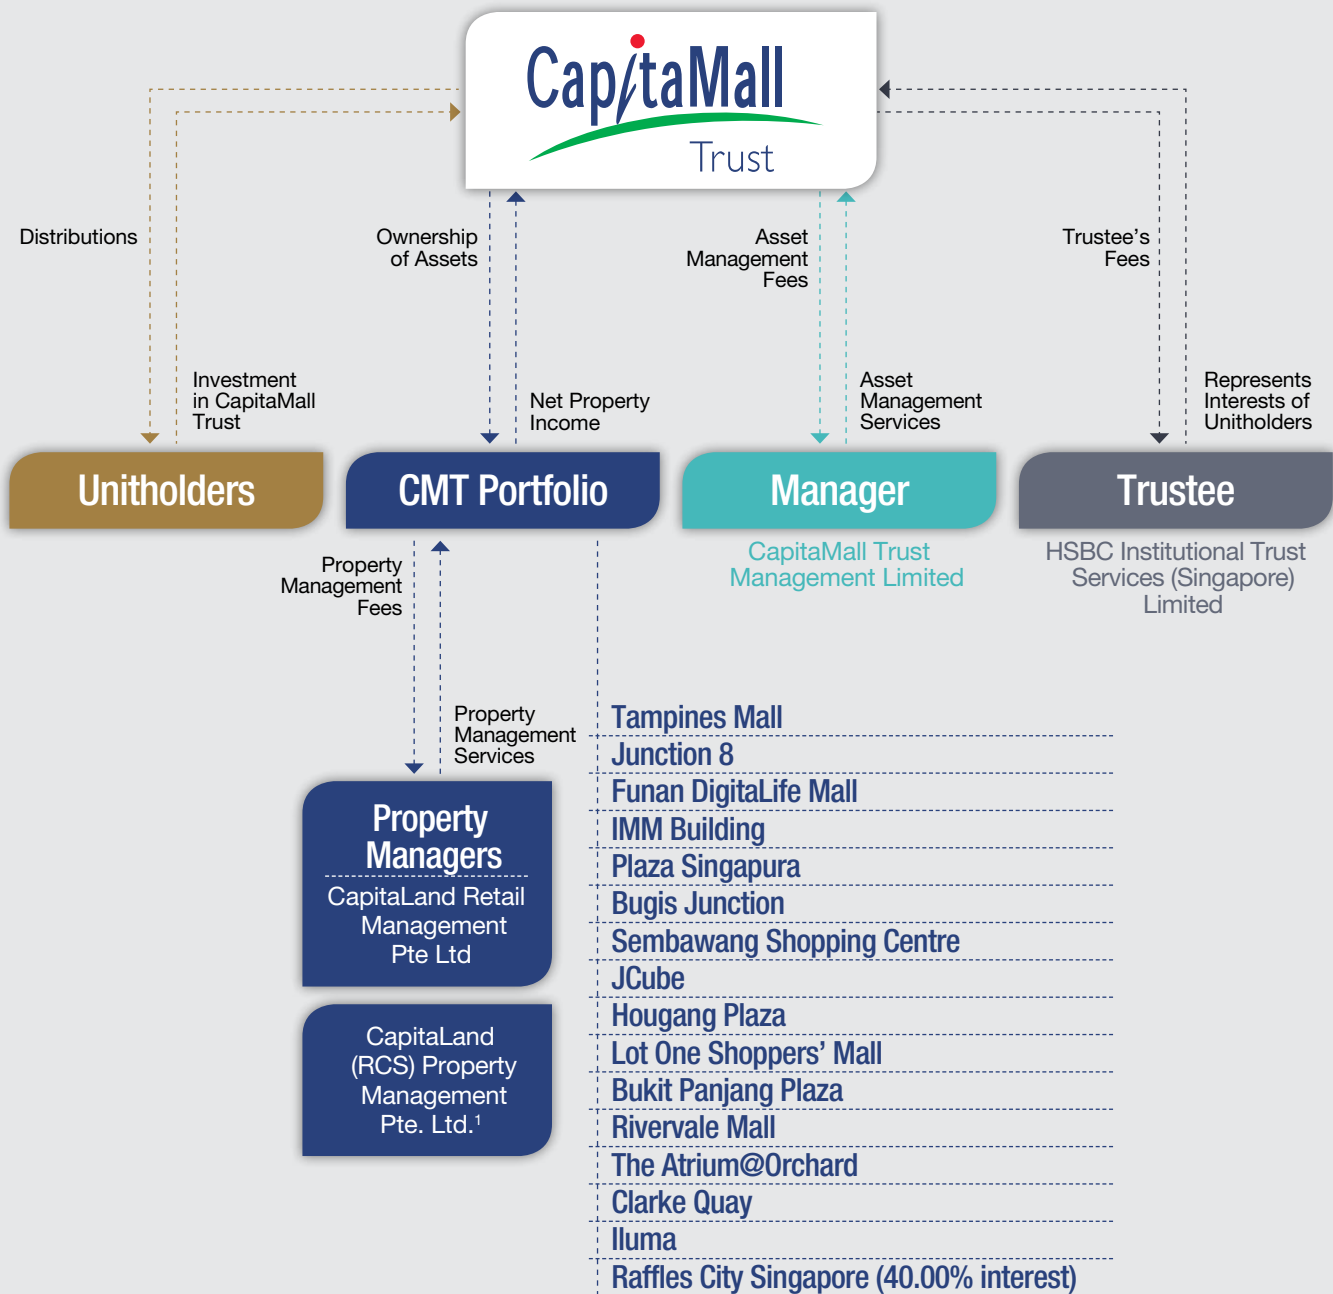 CapitaMall
Trust
Distributions
Ownership
of Assets
Asset
Management
Fees
Trustee’s
Fees
Investment
in CapitaMall
Trust
Net Property
Income
Asset
Management
Services
Represents
Interests of
Unitholders
Unitholders
CMT Portfolio
Manager
Trustee
CapitaMall Trust
Management Limited
HSBC Institutional Trust
Services (Singapore)
Limited
Property
Management
Fees
Property
Management
Services
Property
Managers
CapitaLand Retail
Management
Pte Ltd
CapitaLand
(RCS) Property
Management
Pte. Ltd.¹
Tampines Mall
Junction 8
Funan DigitaLife Mall
IMM Building
Plaza Singapura
Bugis Junction
Sembawang Shopping Centre
JCube
Hougang Plaza
Lot One Shoppers’ Mall
Bukit Panjang Plaza
Rivervale Mall
The Atrium@Orchard
Clarke Quay
Iluma
Raffles City Singapore (40.00% interest)